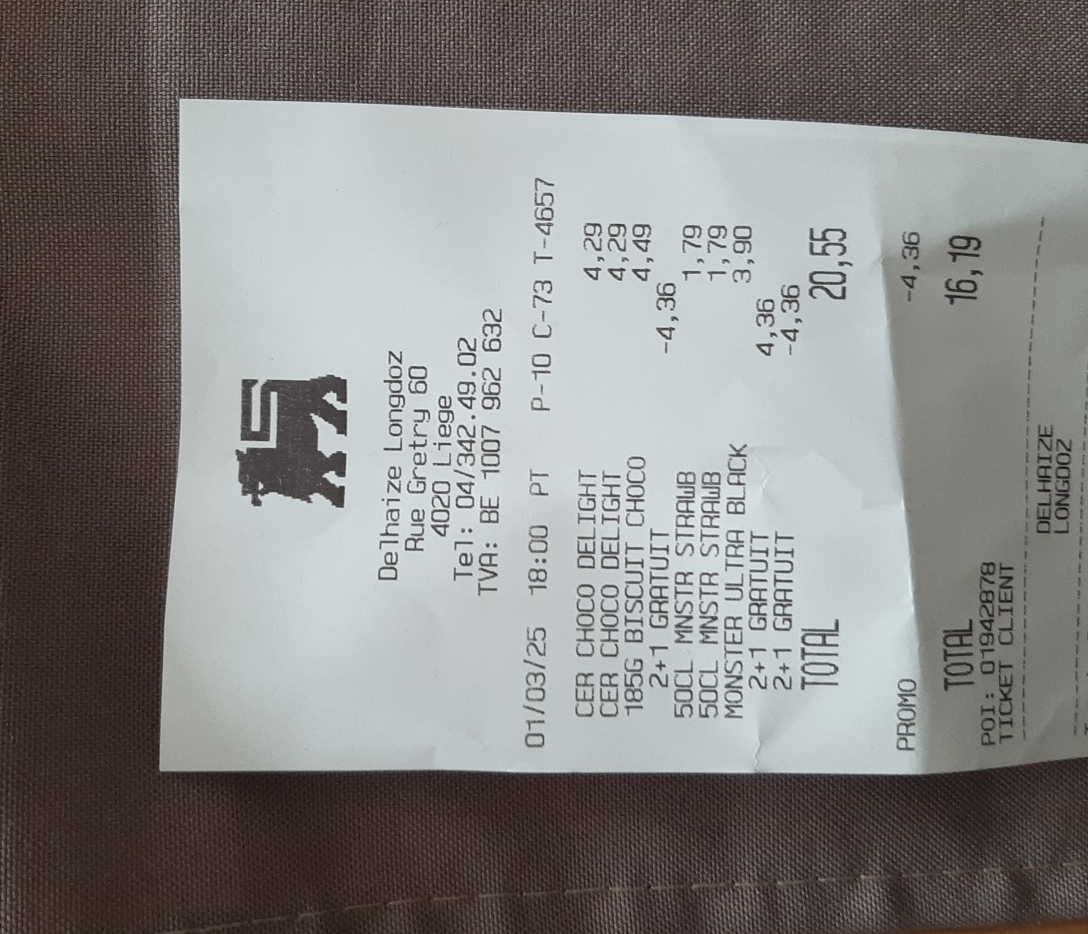 Delhaize Longdoz
Rue Gretry 60
4020 Liege
Tel: 04/342.49.02
TVA: BE 1007 962 632
01/03/25 18:00 PT P-10 C-73 T-4657
CER CHOCO DELIGHT 4,29
CER CHOCO DELIGHT 4,29
185G BISCUIT CHOCO 4,49
2+1 GRATUIT -4,36
50CL MNSTR STRAWB 1,79
50CL MNSTR STRAWB 1,79
MONSTER ULTRA BLACK 3,90
2+1 GRATUIT 4,36
2+1 GRATUIT -4,36
TOTAL 20,55
PROMO -4,36
TOTAL 16,19
POI: 01942878
TICKET CLIENT
DELHAIZE
LONGDOZ